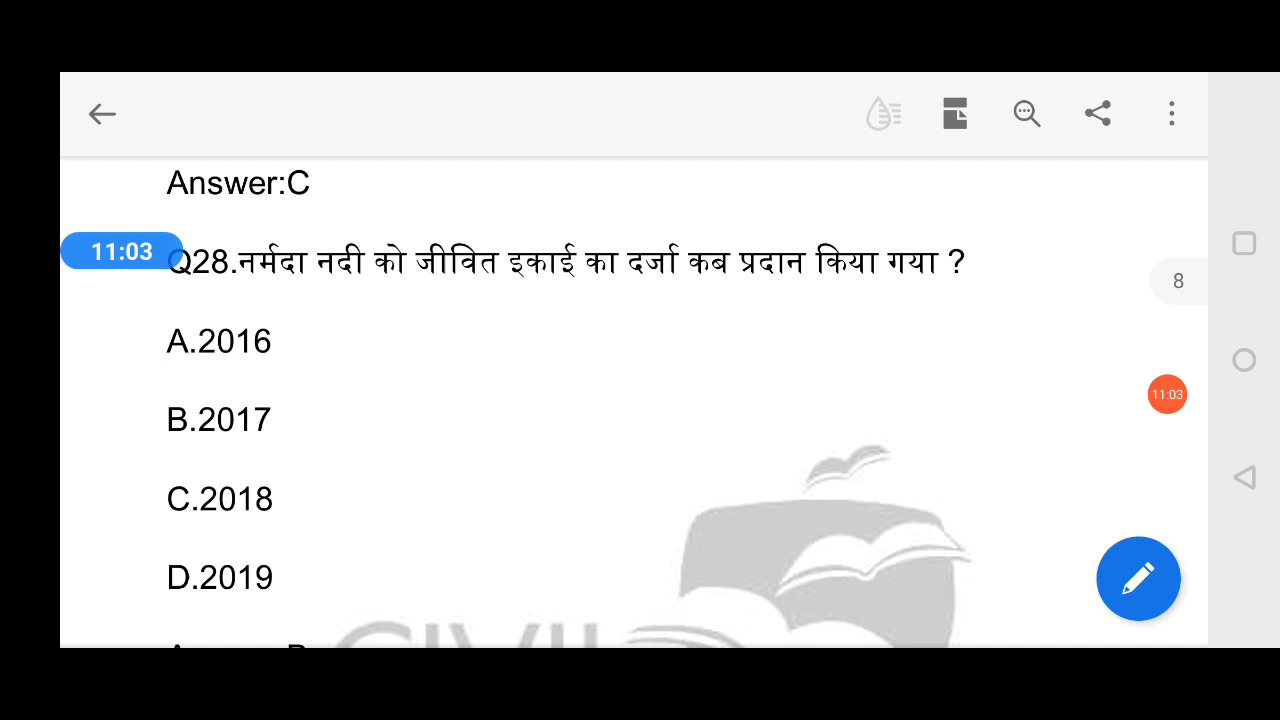 Answer:C
11:03
Q28.नर्मदा नदी को जीवित इकाई का दर्जा कब प्रदान किया गया ?
8
A.2016
11:03
B.2017
C.2018
D.2019
CIVIL